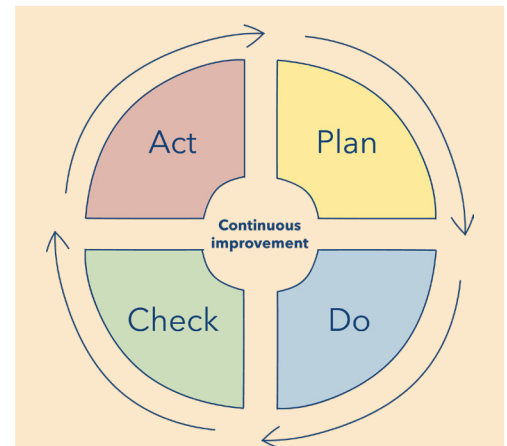 Act
Plan
Continuous
improvement
Check
Do